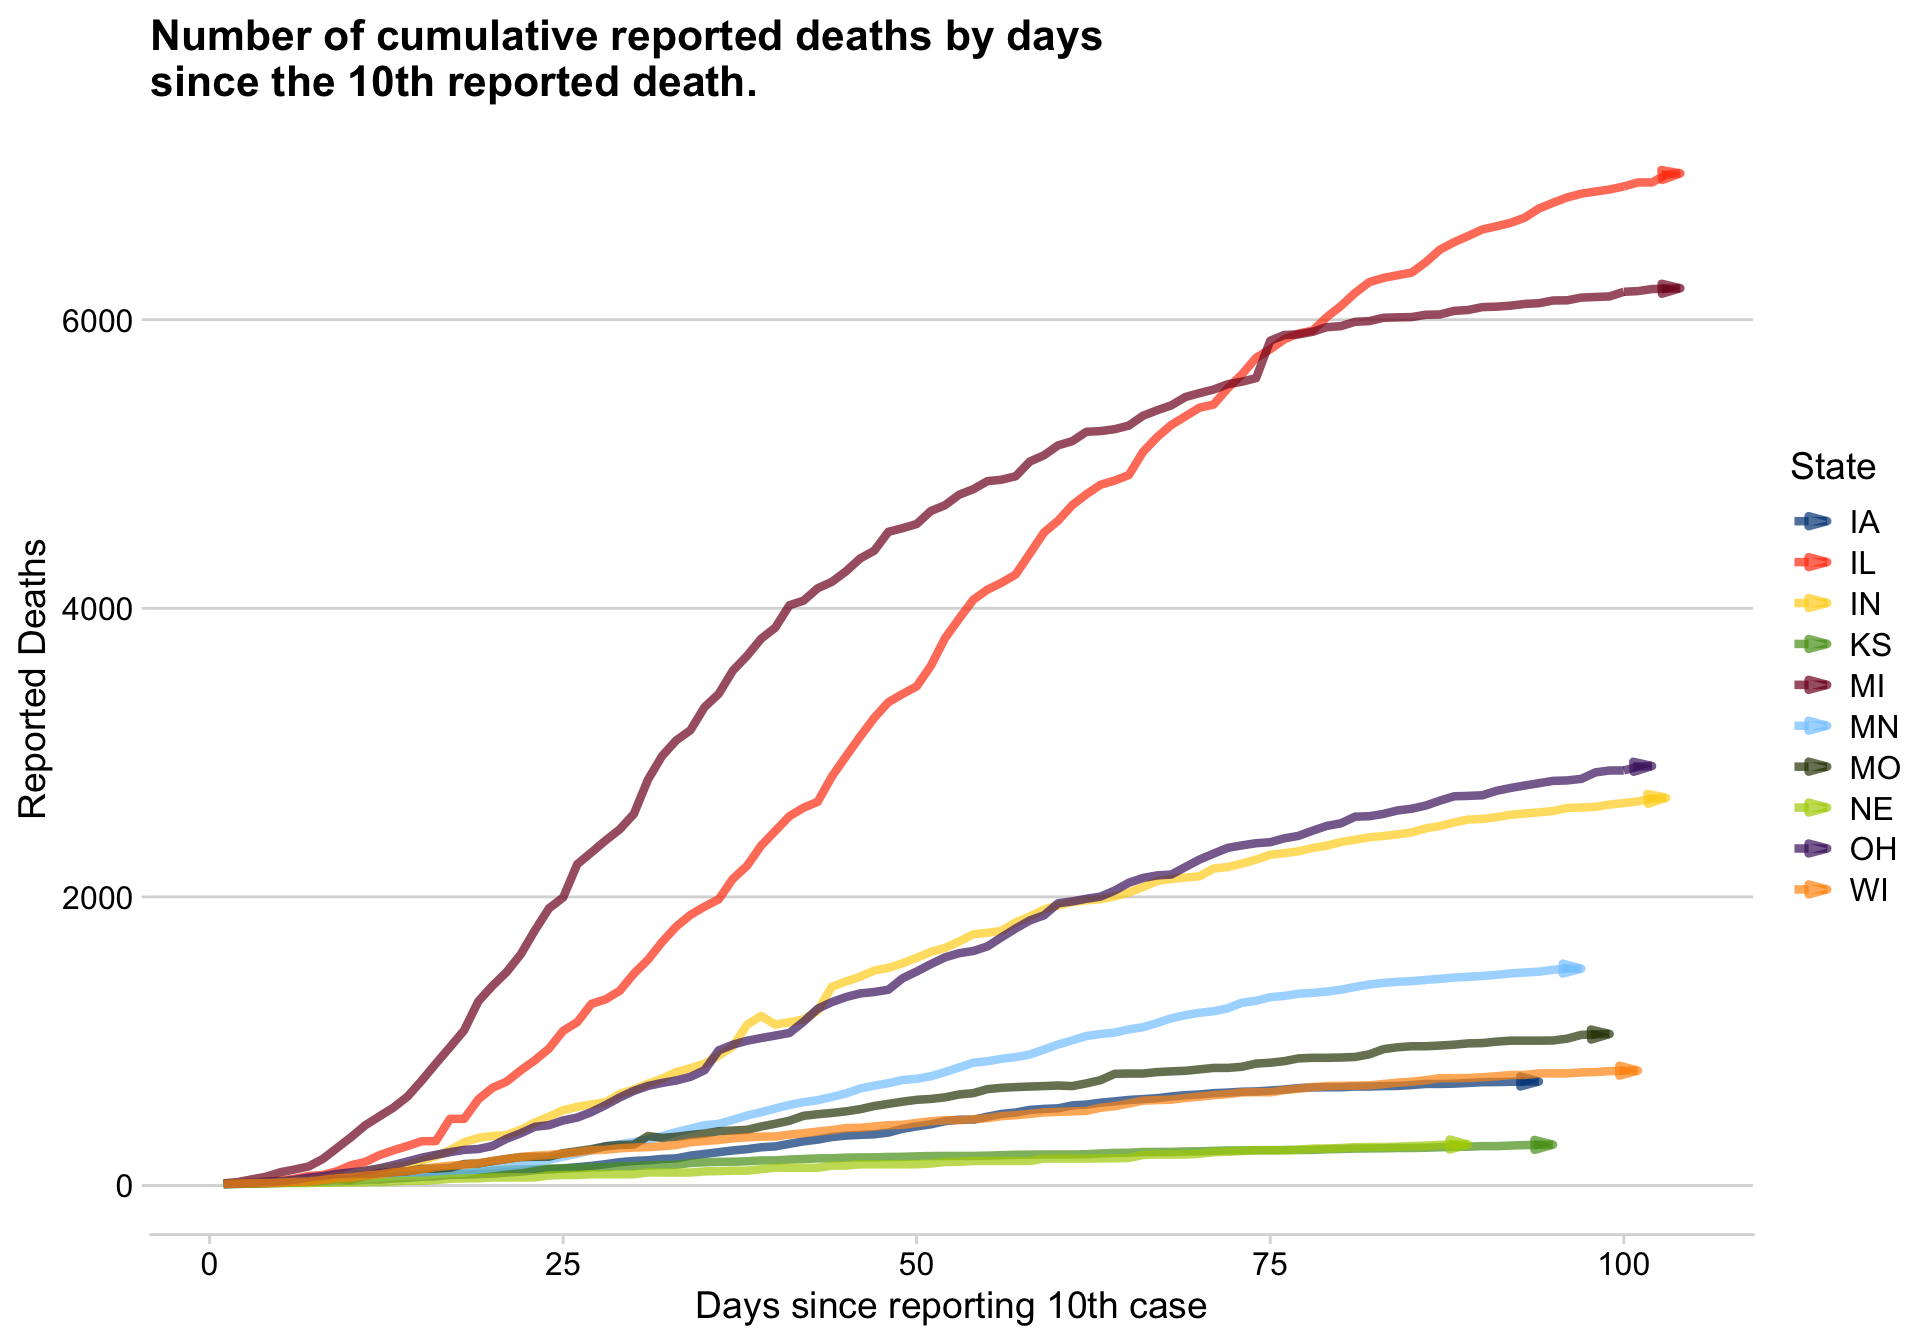 Number of cumulative reported deaths by days
since the 10th reported death.
6000
4000
2000
0
Reported Deaths
0 25 50 75 100
Days since reporting 10th case
State
IA
IL
IN
KS
MI
MN
MO
NE
OH
WI